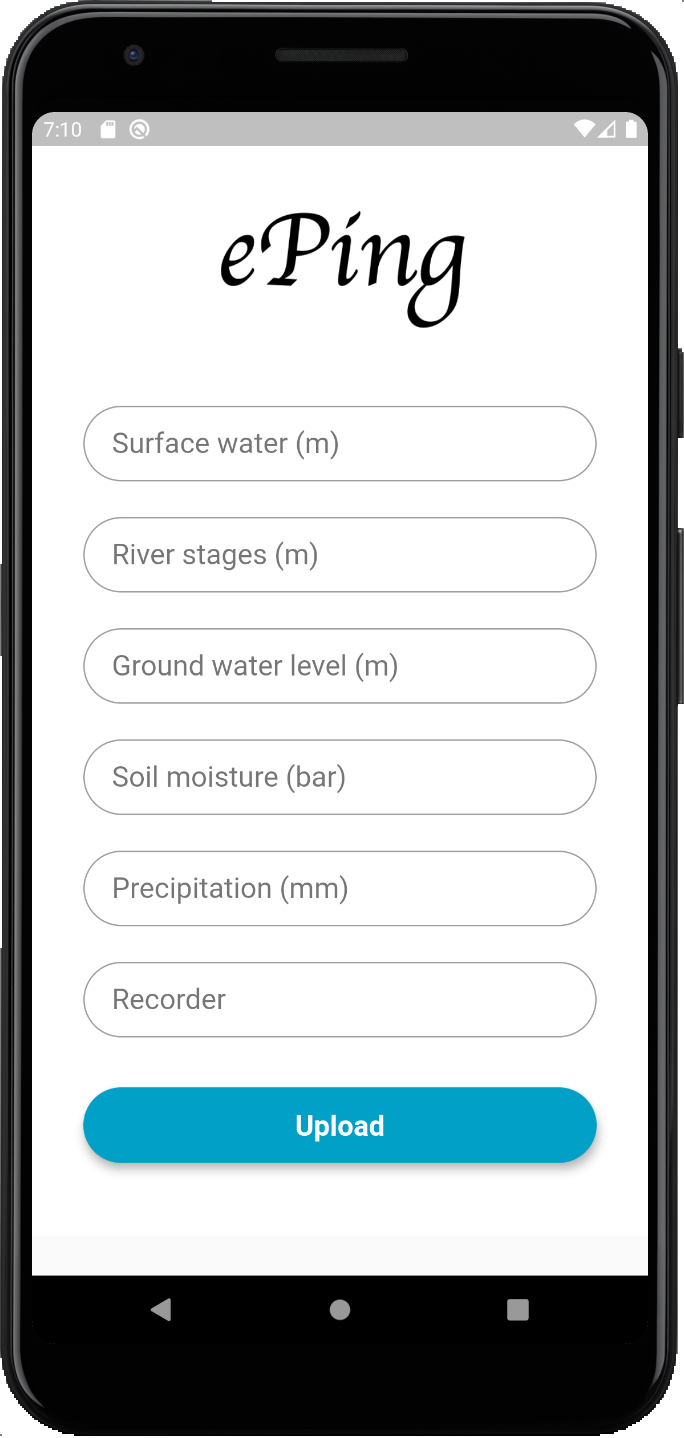 7:10
ePing
Surface water (m)
River stages (m)
Ground water level (m)
Soil moisture (bar)
Precipitation (mm)
Recorder
Upload